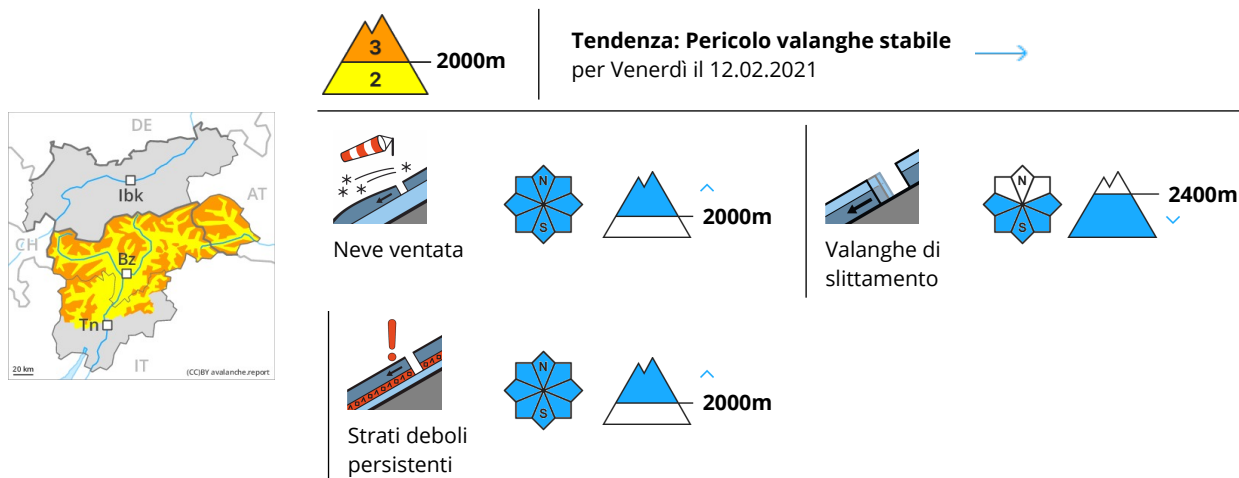 3
2
2000m
Tendenza: Pericolo valanghe stabile
per Venerdì il 12.02.2021
DE
Ibk
AT
CH
Bz
Tn
IT
20 km
(CC)BY avalanche.report
N
S
2000m
Neve ventata
N
S
2400m
Valanghe di
slittamento
N
S
2000m
Strati deboli
persistenti